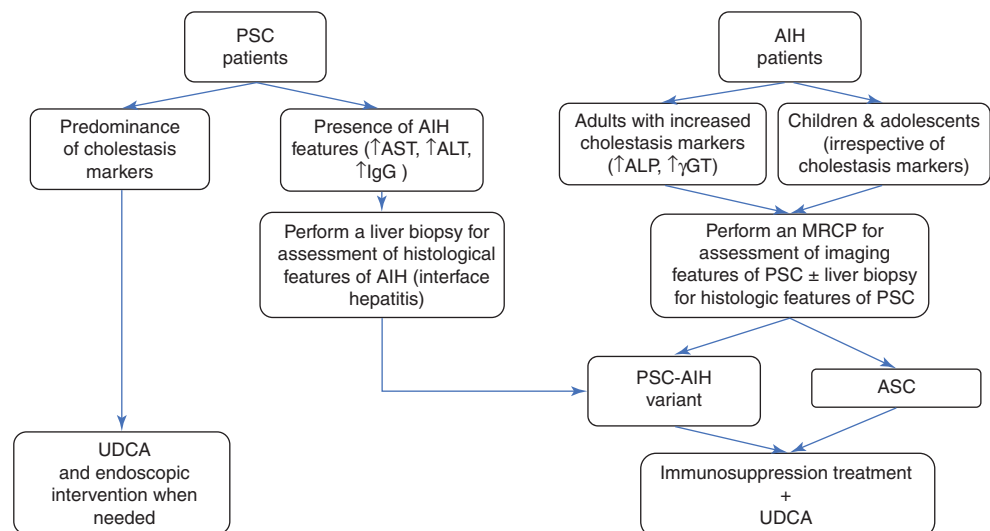 PSC
patients
AIH
patients
Predominance
of cholestasis
markers
Presence of AIH
features (↑AST, ↑ALT,
↑IgG )
Adults with increased
cholestasis markers
(↑ALP, ↑γGT)
Children & adolescents
(irrespective of
cholestasis markers)
Perform a liver biopsy for
assessment of histological
features of AIH (interface
hepatitis)
Perform an MRCP for
assessment of imaging
features of PSC ± liver biopsy
for histologic features of PSC
PSC-AIH
variant
ASC
UDCA
and endoscopic
intervention when
needed
Immunosuppression treatment
+
UDCA